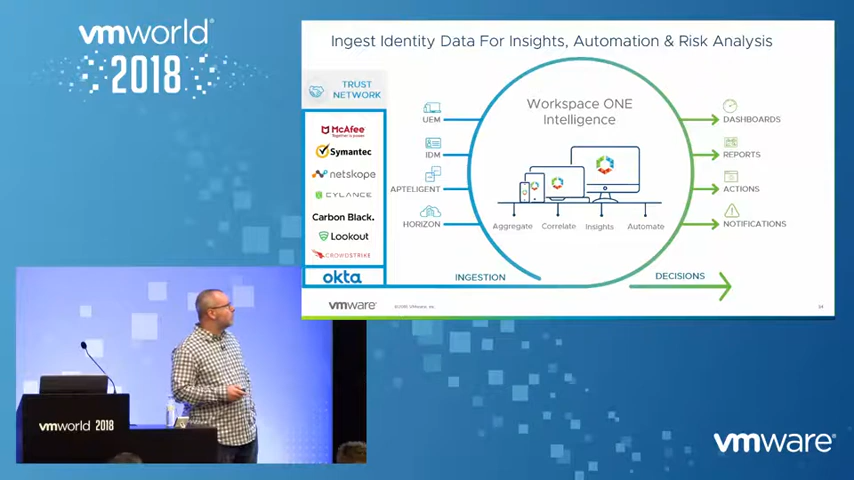 vmworld
2018
Ingest Identity Data For Insights, Automation & Risk Analysis
TRUST
NETWORK
McAfee
Together is power.
Symantec
netskope
CYLANCE
Carbon Black.
Lookout
CROWDSTRIKE
okta
UEM
IDM
APTELIGENT
HORIZON
Workspace ONE
Intelligence
Aggregate
Correlate
Insights
Automate
DASHBOARDS
REPORTS
ACTIONS
NOTIFICATIONS
INGESTION
DECISIONS
vmware
vmworld 2018
vmware